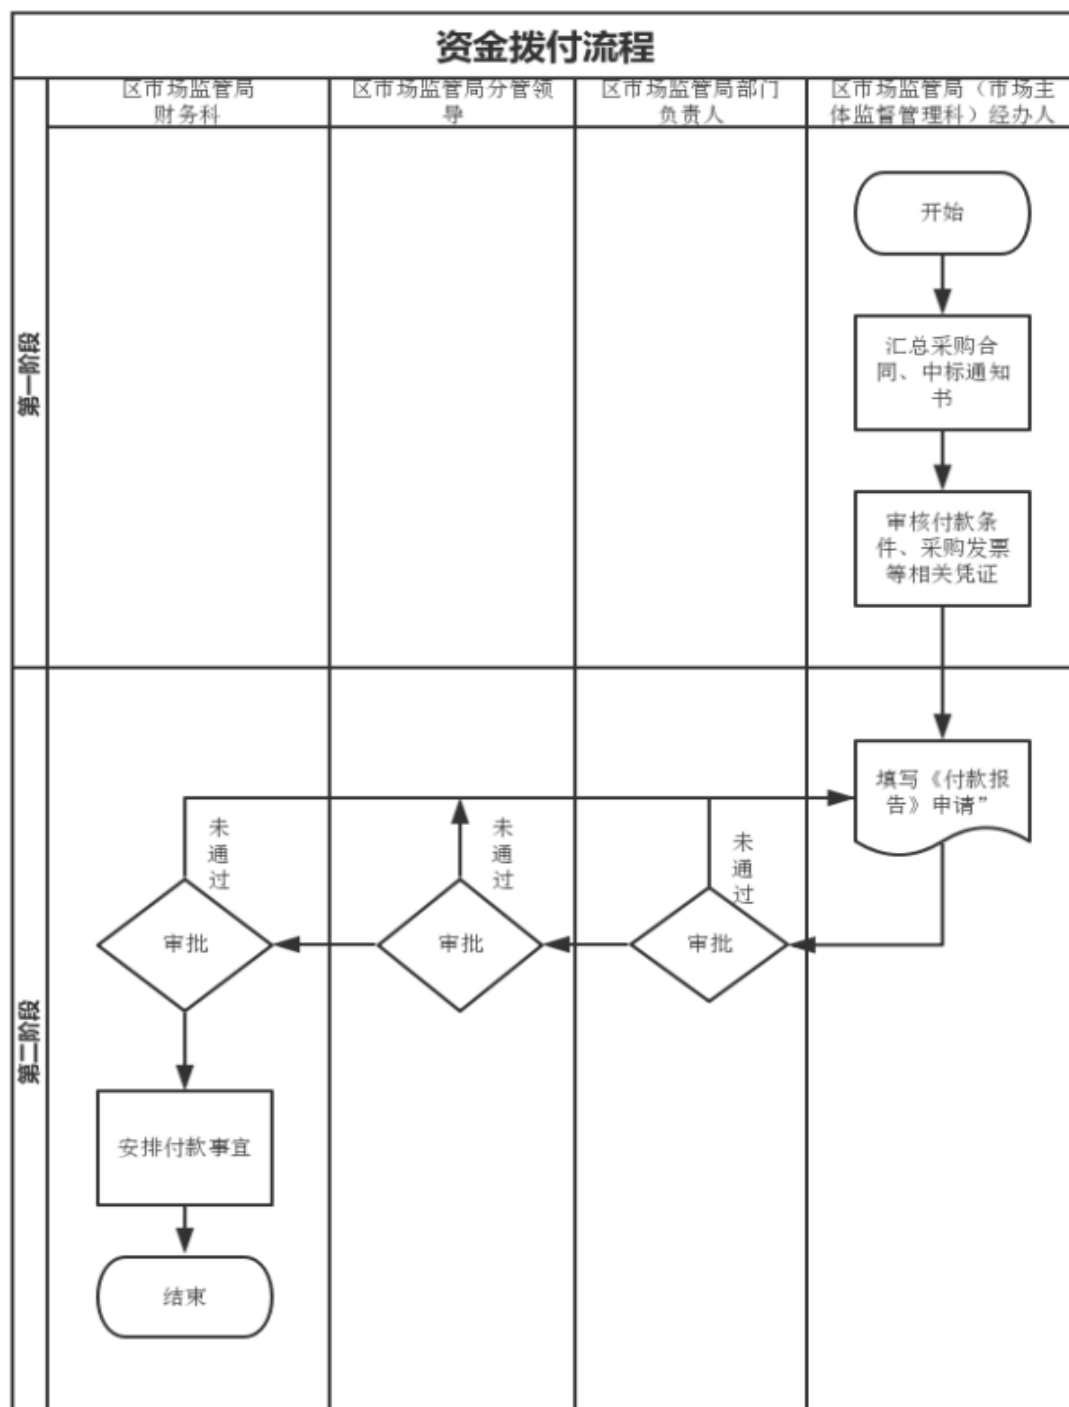 资金拨付流程
区市场监管局
财务科
区市场监管局分管领
导
区市场监管局部门
负责人
区市场监管局（市场主
体监督管理科）经办人
第一阶段
开始
汇总采购合
同、中标通知
书
审核付款条
件、采购发票
等相关凭证
第二阶段
填写《付款报
告》申请”
未
通
过
未
通
过
未
通
过
审批
审批
审批
安排付款事宜
结束